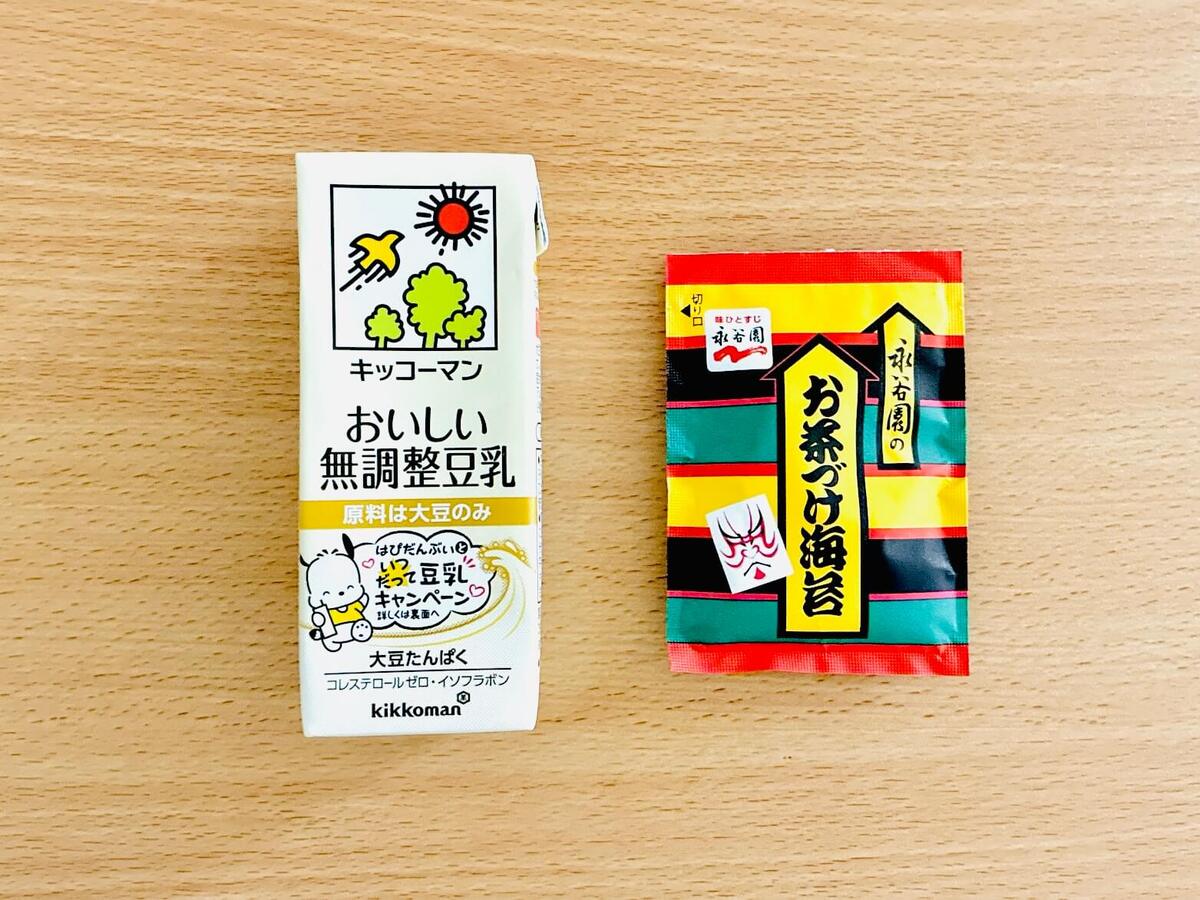 キッコーマン
おいしい
無調整豆乳
原料は大豆のみ
はぴだんぶいと
いつ
だって豆乳
キャンペーン
詳しくは裏面へ
大豆たんぱく
コレステロールゼロ・イソフラボン
kikkoman
切り口
味ひとすじ
永谷園
永谷園の
お茶づけ海苔